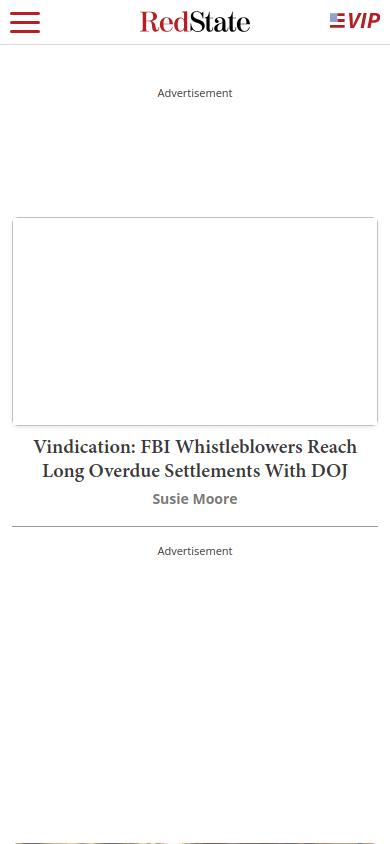 RedState
VIP
Advertisement
Vindication: FBI Whistleblowers Reach
Long Overdue Settlements With DOJ
Susie Moore
Advertisement